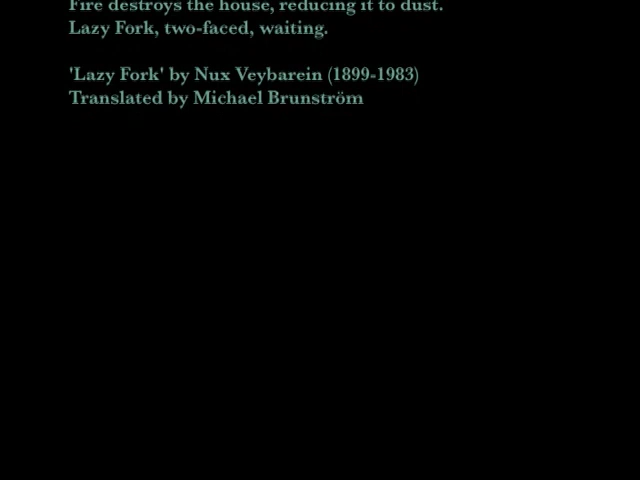 Fire destroys the house, reducing it to dust.
Lazy Fork, two-faced, waiting.
'Lazy Fork' by Nux Veybarein (1899-1983)
Translated by Michael Brunström